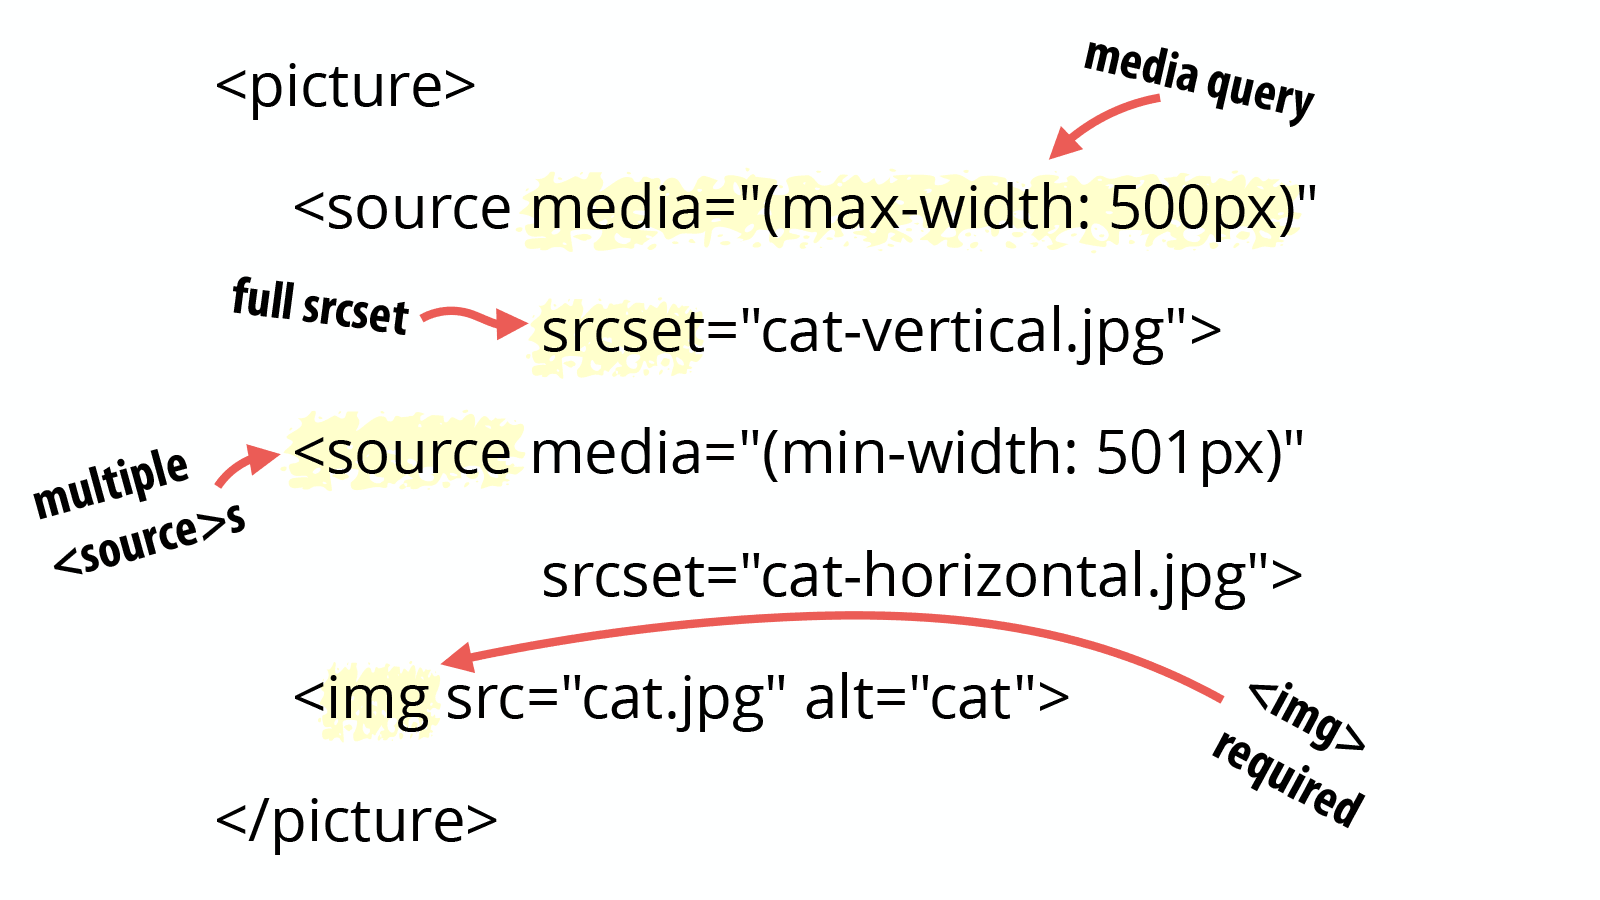 <picture>
media query
<source media="(max-width: 500px)"
full srcset
srcset="cat-vertical.jpg">
<source media="(min-width: 501px)"
multiple
<source>s
srcset="cat-horizontal.jpg">
<img src="cat.jpg" alt="cat">
<img>
required
</picture>